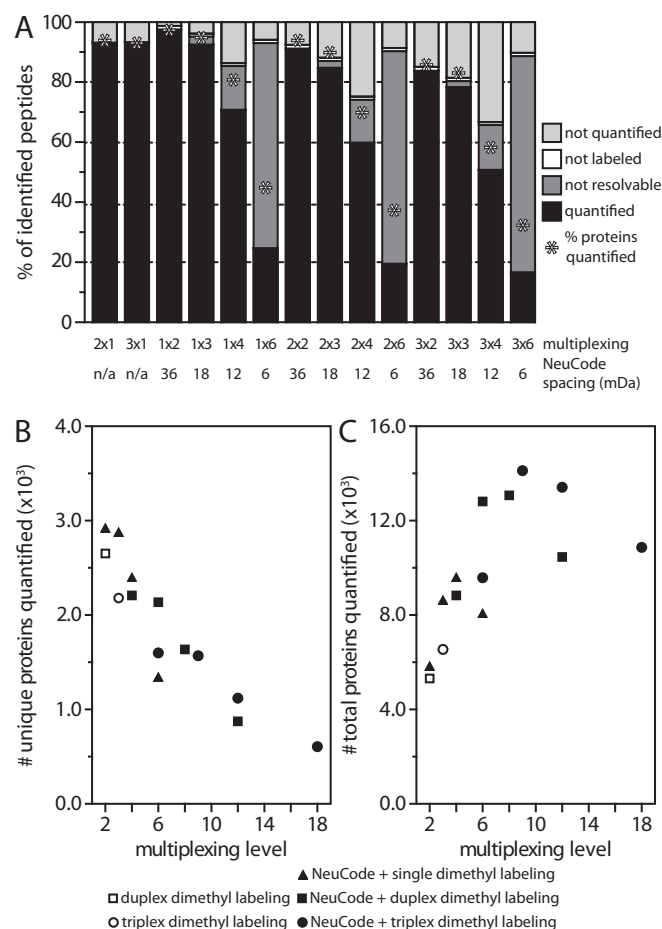 A
% of identified peptides
100
80
60
40
20
0
not quantified
not labeled
not resolvable
quantified
% proteins
quantified
2x1 3x1 1x2 1x3 1x4 1x6 2x2 2x3 2x4 2x6 3x2 3x3 3x4 3x6 multiplexing
n/a n/a 36 18 12 6 36 18 12 6 36 18 12 6 NeuCode
spacing (mDa)
B
# unique proteins quantified (x10³)
4.0
3.0
2.0
1.0
0.0
2 6 10 14 18
multiplexing level
C
# total proteins quantified (x10³)
16.0
12.0
8.0
4.0
0.0
2 6 10 14 18
multiplexing level
NeuCode + single dimethyl labeling
duplex dimethyl labeling NeuCode + duplex dimethyl labeling
triplex dimethyl labeling NeuCode + triplex dimethyl labeling